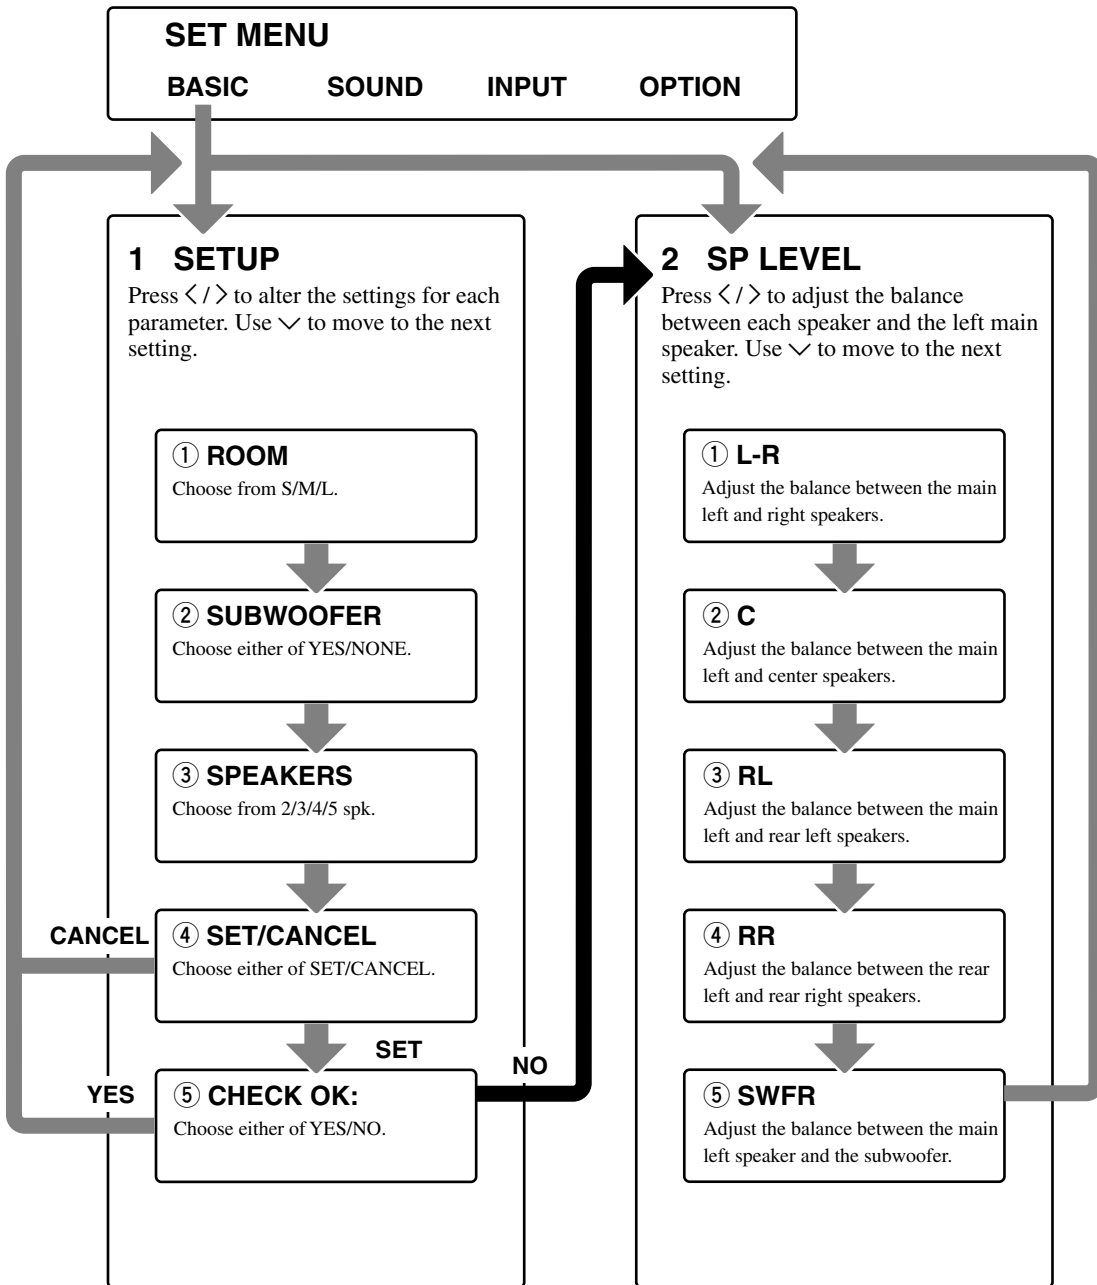 SET MENU
BASIC SOUND INPUT OPTION
1 SETUP
Press < / > to alter the settings for each
parameter. Use ∨ to move to the next
setting.
① ROOM
Choose from S/M/L.
② SUBWOOFER
Choose either of YES/NONE.
③ SPEAKERS
Choose from 2/3/4/5 spk.
CANCEL
④ SET/CANCEL
Choose either of SET/CANCEL.
SET
NO
YES
⑤ CHECK OK:
Choose either of YES/NO.
2 SP LEVEL
Press < / > to adjust the balance
between each speaker and the left main
speaker. Use ∨ to move to the next
setting.
① L-R
Adjust the balance between the main
left and right speakers.
② C
Adjust the balance between the main
left and center speakers.
③ RL
Adjust the balance between the main
left and rear left speakers.
④ RR
Adjust the balance between the rear
left and rear right speakers.
⑤ SWFR
Adjust the balance between the main
left speaker and the subwoofer.